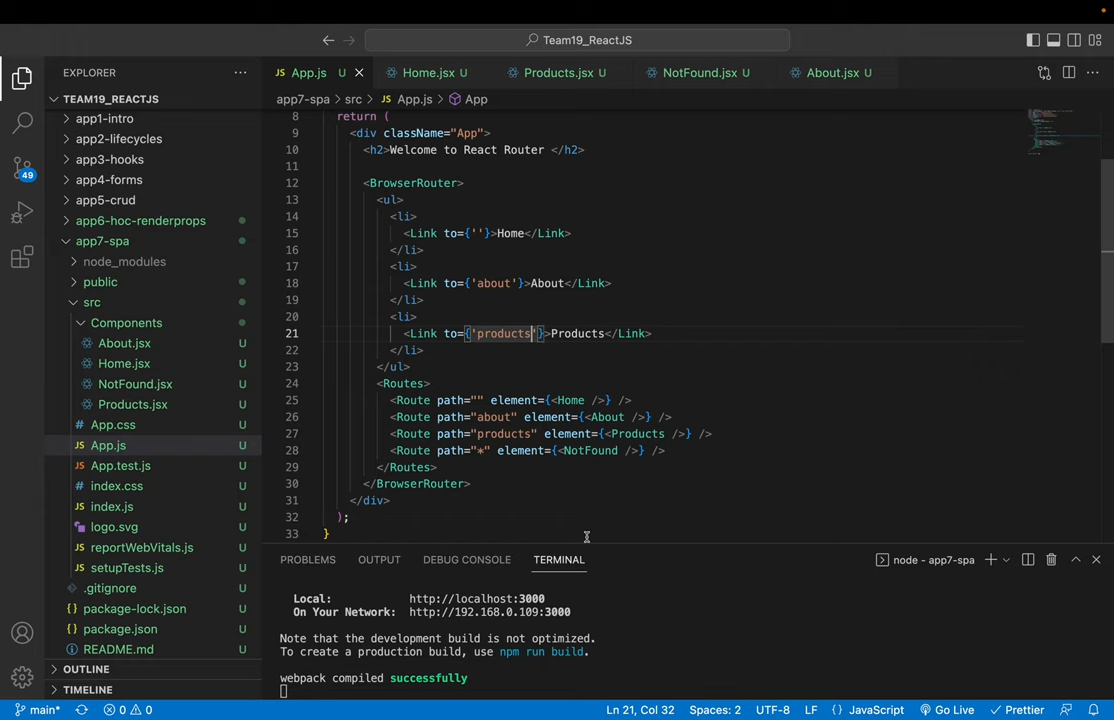 Team19_ReactJS
EXPLORER
TEAM19_REACTJS
app1-intro
app2-lifecycles
app3-hooks
app4-forms
app5-crud
app6-hoc-renderprops
app7-spa
node_modules
public
src
Components
About.jsx U
Home.jsx U
NotFound.jsx U
Products.jsx U
App.css U
App.js U
App.test.js U
index.css U
index.js U
logo.svg U
reportWebVitals.js U
setupTests.js U
.gitignore U
package-lock.json U
package.json U
README.md U
OUTLINE
TIMELINE
49
App.js U
Home.jsx U
Products.jsx U
NotFound.jsx U
About.jsx U
app7-spa > src > App.js > App
8 return (
9 <div className="App">
10 <h2>Welcome to React Router </h2>
11
12 <BrowserRouter>
13 <ul>
14 <li>
15 <Link to={''}>Home</Link>
16 </li>
17 <li>
18 <Link to={'about'}>About</Link>
19 </li>
20 <li>
21 <Link to={'products'}>Products</Link>
22 </li>
23 </ul>
24 <Routes>
25 <Route path="" element={<Home />} />
26 <Route path="about" element={<About />} />
27 <Route path="products" element={<Products />} />
28 <Route path="*" element={<NotFound />} />
29 </Routes>
30 </BrowserRouter>
31 </div>
32 );
33 }
PROBLEMS OUTPUT DEBUG CONSOLE TERMINAL node - app7-spa
Local: http://localhost:3000
On Your Network: http://192.168.0.109:3000
Note that the development build is not optimized.
To create a production build, use npm run build.
webpack compiled successfully
main* 0 0 Ln 21, Col 32 Spaces: 2 UTF-8 LF {} JavaScript Go Live Prettier